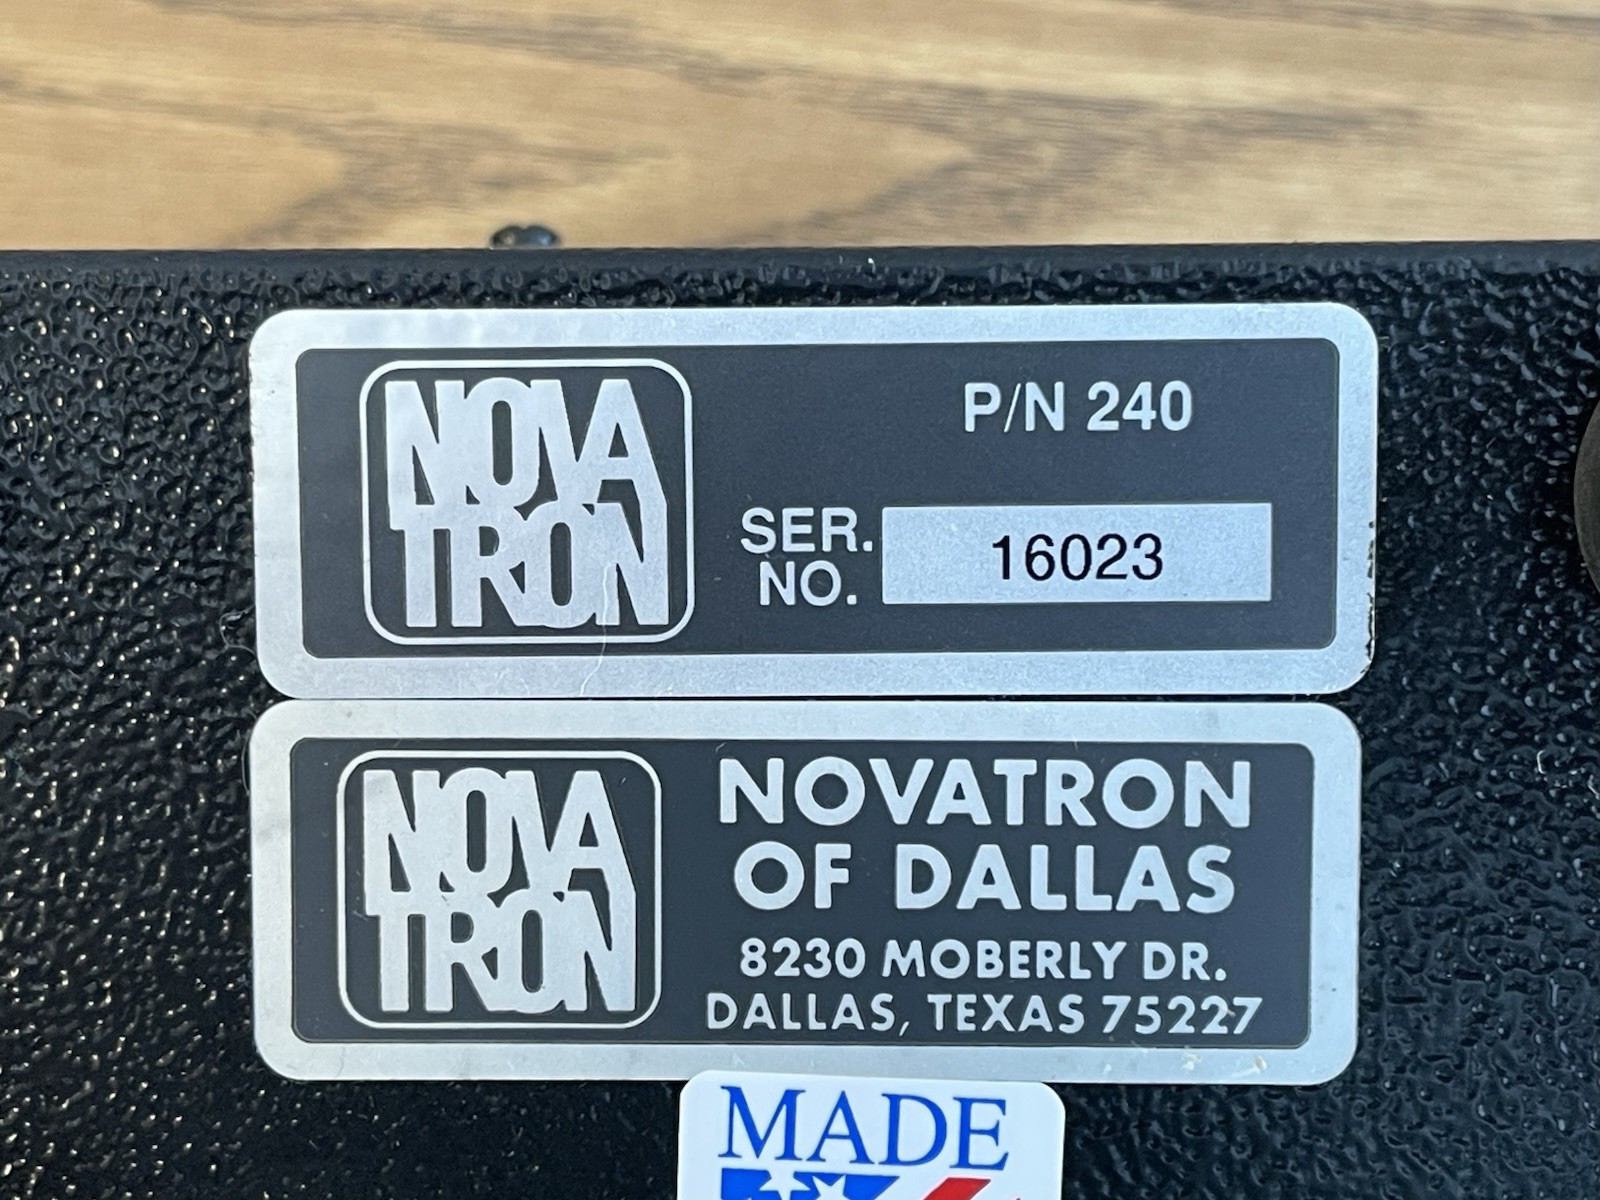 NOVA
TRON
P/N 240
SER.
NO.
16023
NOVA
TRON
NOVATRON
OF DALLAS
8230 MOBERLY DR.
DALLAS, TEXAS 75227
MADE